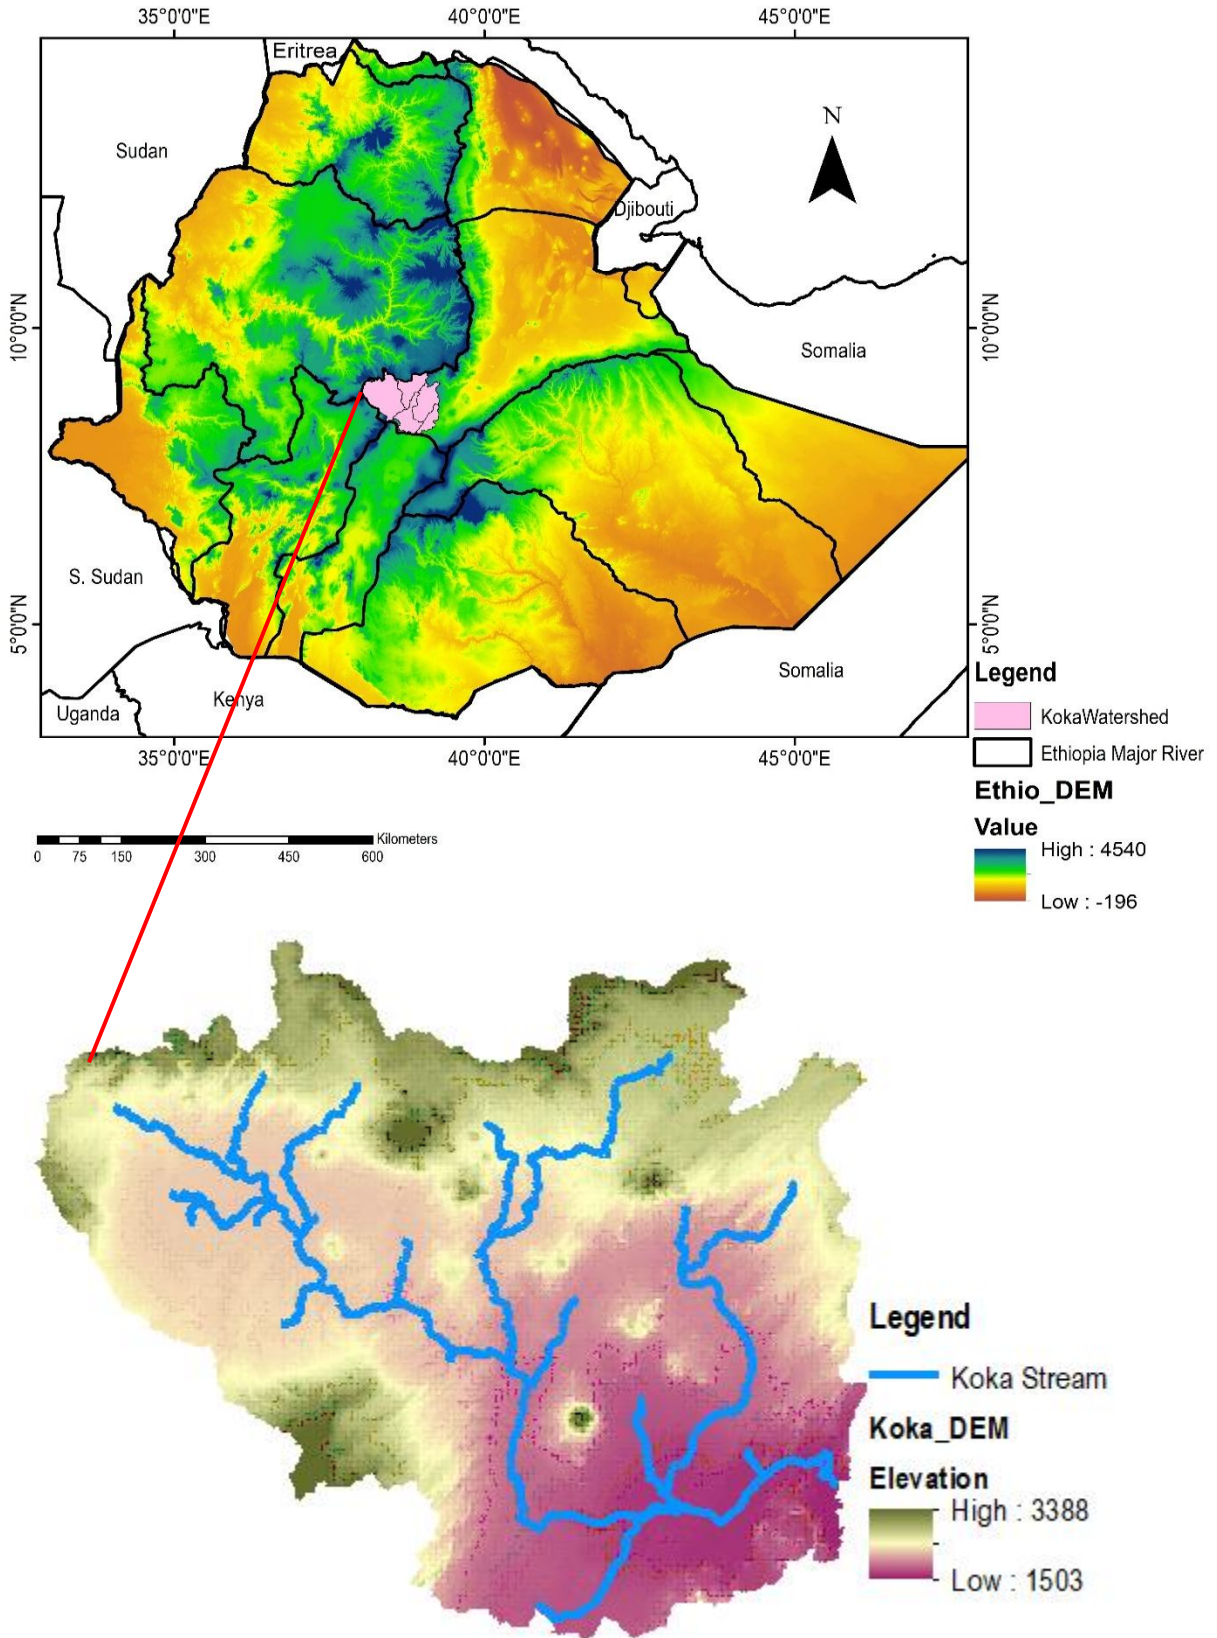 35°0'0"E 40°0'0"E 45°0'0"E
Eritrea
N
Sudan
Djibouti
10°0'0"N 10°0'0"N
Somalia
S. Sudan
5°0'0"N 5°0'0"N
Somalia
Kenya
Uganda
Legend
KokaWatershed
Ethiopia Major River
35°0'0"E 40°0'0"E 45°0'0"E
Ethio_DEM
Value
High : 4540
Low : -196
Kilometers
0 75 150 300 450 600
Legend
Koka Stream
Koka_DEM
Elevation
High : 3388
Low : 1503